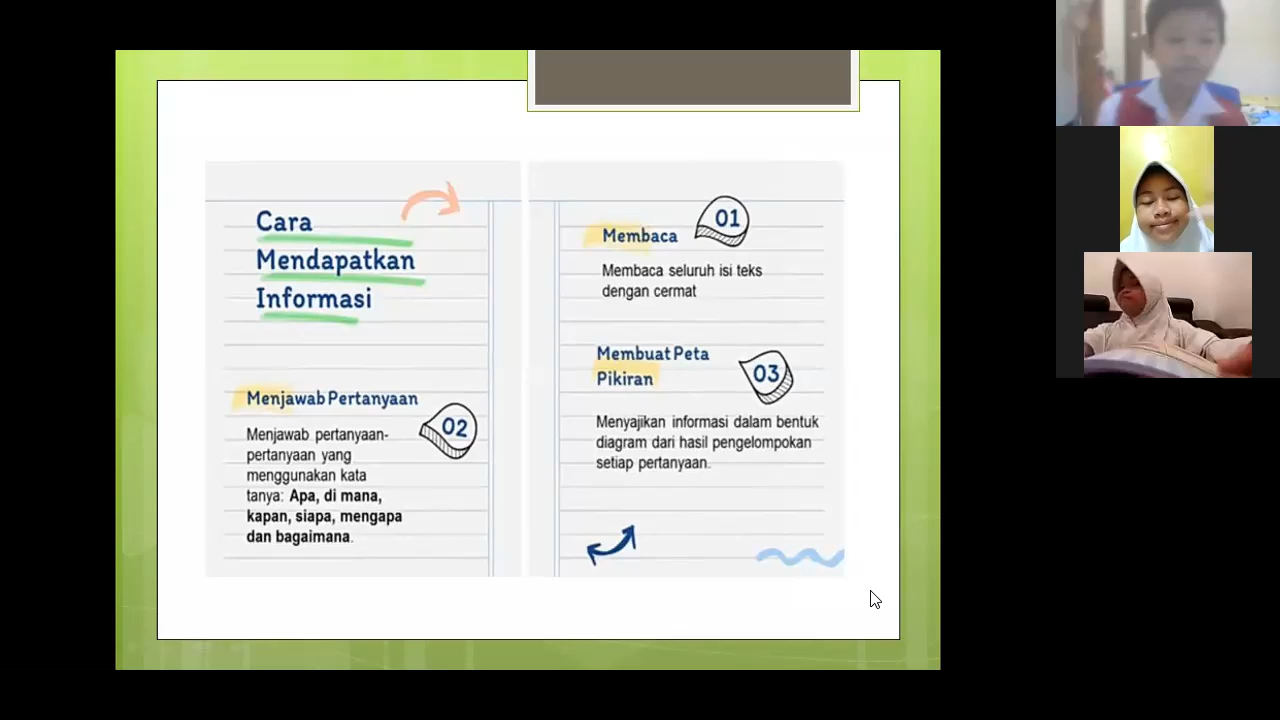 Cara
Mendapatkan
Informasi
01
Membaca
Membaca seluruh isi teks
dengan cermat
02
Menjawab Pertanyaan
Menjawab pertanyaan-
pertanyaan yang
menggunakan kata
tanya: Apa, di mana,
kapan, siapa, mengapa
dan bagaimana.
03
Membuat Peta
Pikiran
Menyajikan informasi dalam bentuk
diagram dari hasil pengelompokan
setiap pertanyaan.